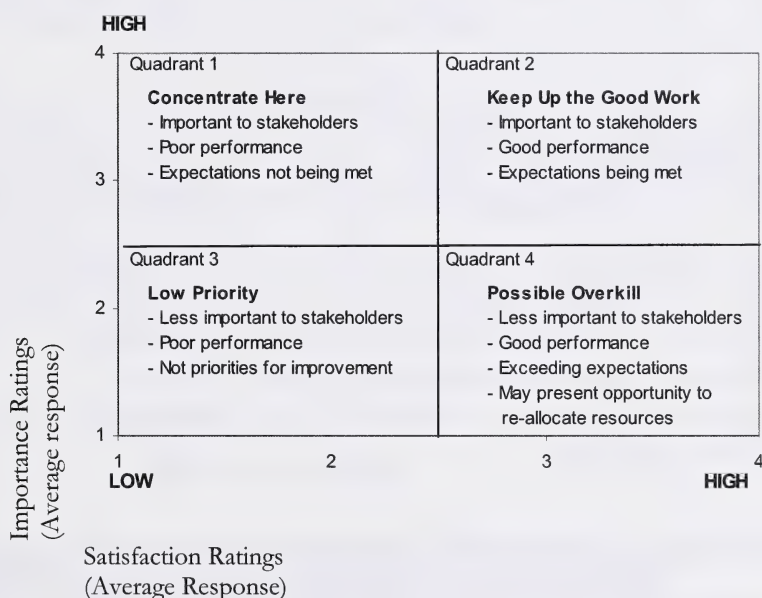 HIGH
4
Quadrant 1
Concentrate Here
- Important to stakeholders
- Poor performance
- Expectations not being met
Quadrant 2
Keep Up the Good Work
- Important to stakeholders
- Good performance
- Expectations being met
3
Quadrant 3
Low Priority
- Less important to stakeholders
- Poor performance
- Not priorities for improvement
Quadrant 4
Possible Overkill
- Less important to stakeholders
- Good performance
- Exceeding expectations
- May present opportunity to
re-allocate resources
2
1
Importance Ratings
(Average response)
1 2 3 4
LOW HIGH
Satisfaction Ratings
(Average Response)